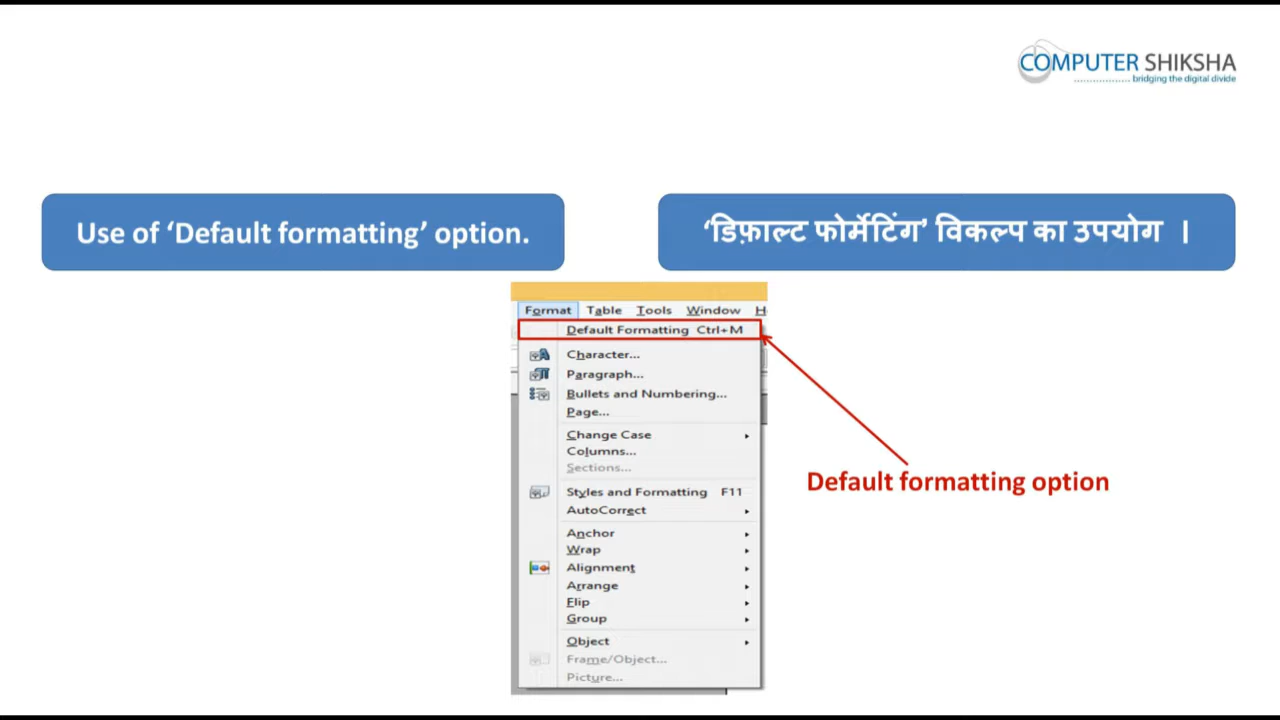 COMPUTER SHIKSHA
bridging the digital divide
Use of ‘Default formatting’ option.
‘डिफ़ाल्ट फोर्मेटिंग’ विकल्प का उपयोग ।
Format Table Tools Window H
Default Formatting Ctrl+M
Character...
Paragraph...
Bullets and Numbering...
Page...
Change Case
Columns...
Sections...
Styles and Formatting F11
AutoCorrect
Anchor
Wrap
Alignment
Arrange
Flip
Group
Object
Frame/Object...
Picture...
Default formatting option